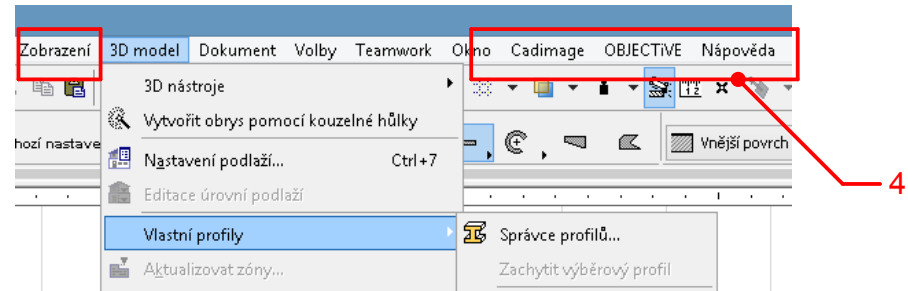 Zobrazení 3D model Dokument Volby Teamwork Okno Cadimage OBJECTiVE Nápověda
3D nástroje
Vytvořit obrys pomocí kouzelné hůlky
hozí nastave
Vnější povrch
Nastavení podlaží... Ctrl+7
4
Editace úrovní podlaží
Vlastní profily
Správce profilů...
Aktualizovat zóny...
Zachytit výběrový profil